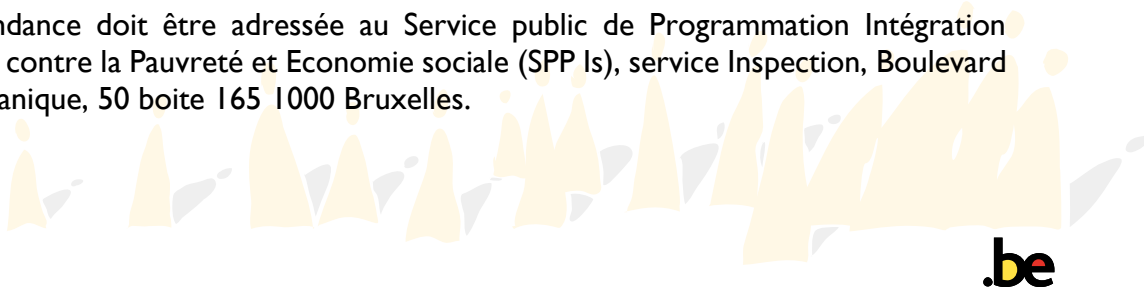 ndance doit être adressée au Service public de Programmation Intégration
contre la Pauvreté et Economie sociale (SPP Is), service Inspection, Boulevard
anique, 50 boite 165 1000 Bruxelles.
.be